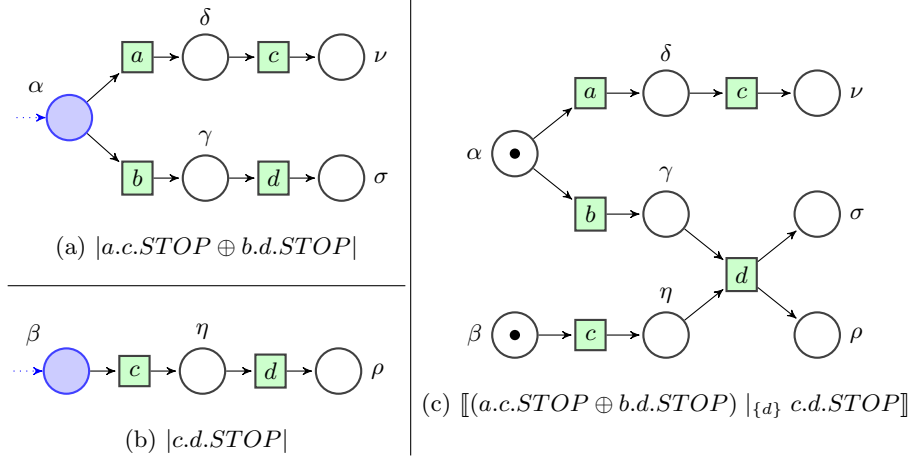 δ
a
c
ν
α
γ
b
d
σ
(a) |a.c.STOP ⊕ b.d.STOP|
β
η
c
d
ρ
(b) |c.d.STOP|
δ
a
c
ν
α
γ
b
σ
d
η
β
c
ρ
(c) ⟦(a.c.STOP ⊕ b.d.STOP) |{d} c.d.STOP⟧